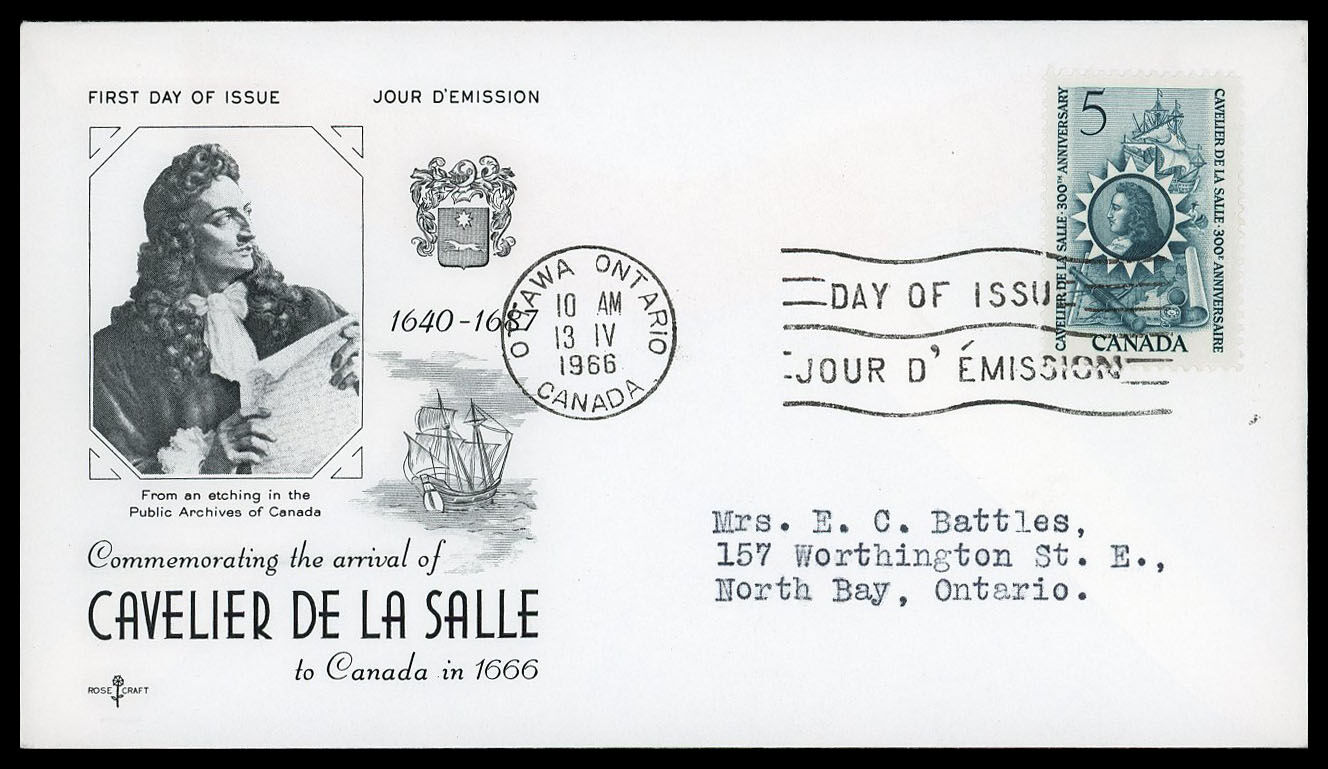 FIRST DAY OF ISSUE JOUR D'EMISSION
1640-1687
From an etching in the
Public Archives of Canada
Commemorating the arrival of
CAVELIER DE LA SALLE
to Canada in 1666
ROSE CRAFT
OTTAWA ONTARIO
10 AM
13 IV
1966
CANADA
DAY OF ISSU
JOUR D' ÉMISSION
5
CAVELIER DE LA SALLE·300TH ANNIVERSARY
CAVELIER DE LA SALLE·300E ANNIVERSAIRE
CANADA
Mrs. E. C. Battles,
157 Worthington St. E.,
North Bay, Ontario.